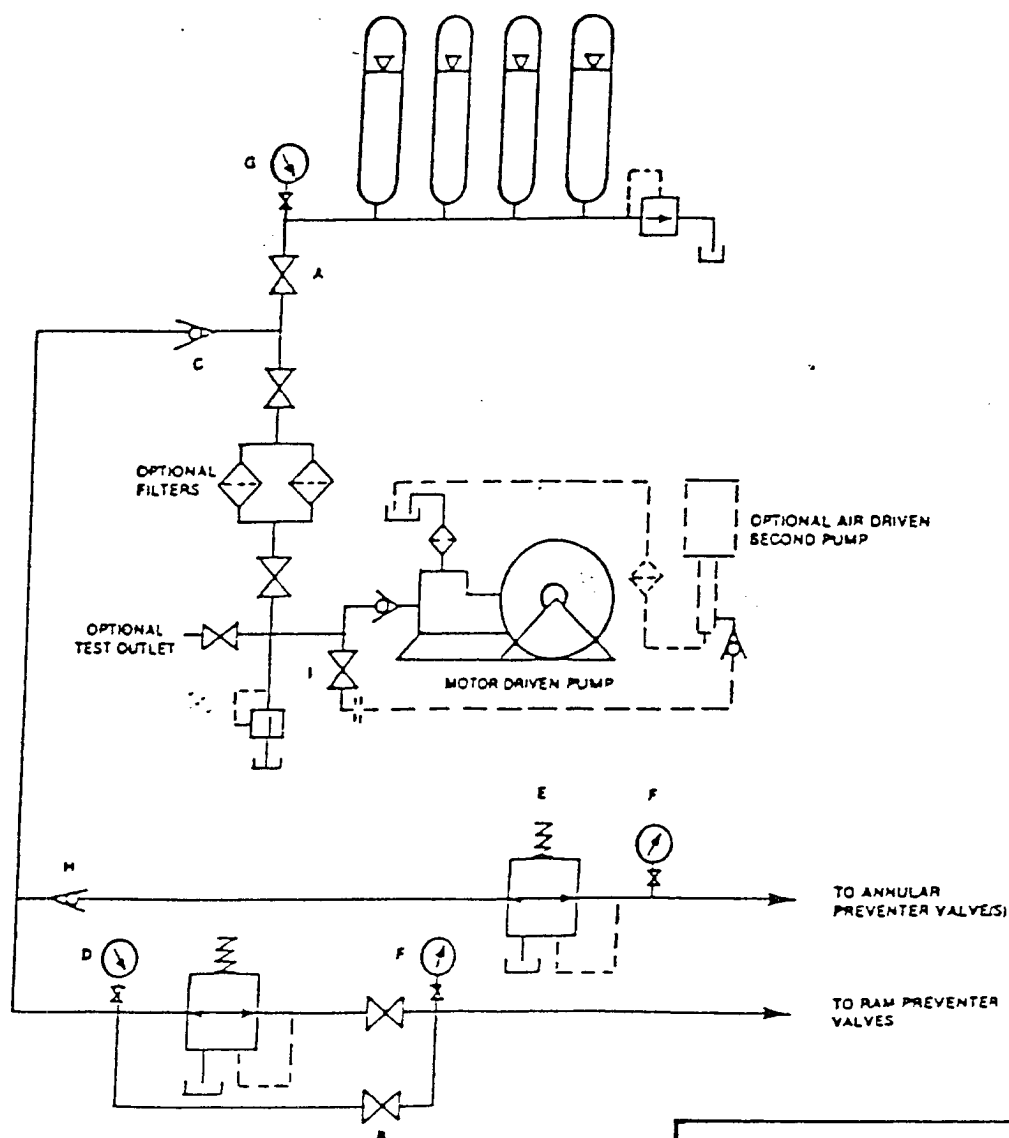 G
A
C
OPTIONAL
FILTERS
OPTIONAL AIR DRIVEN
SECOND PUMP
OPTIONAL
TEST OUTLET
I
MOTOR DRIVEN PUMP
E
F
H
TO ANNULAR
PREVENTER VALVE(S)
D
F
TO RAM PREVENTER
VALVES